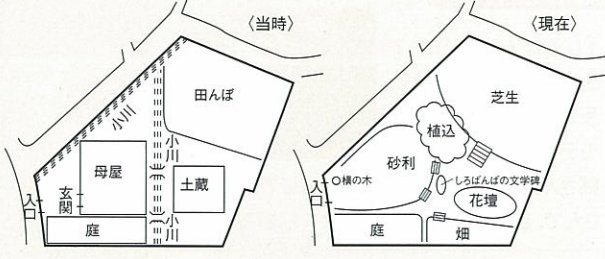 〈当時〉
田んぼ
小川
小川
母屋
土蔵
玄関
入口
小川
庭
〈現在〉
芝生
植込
砂利
槇の木
しろばんばの文学碑
入口
花壇
庭
畑